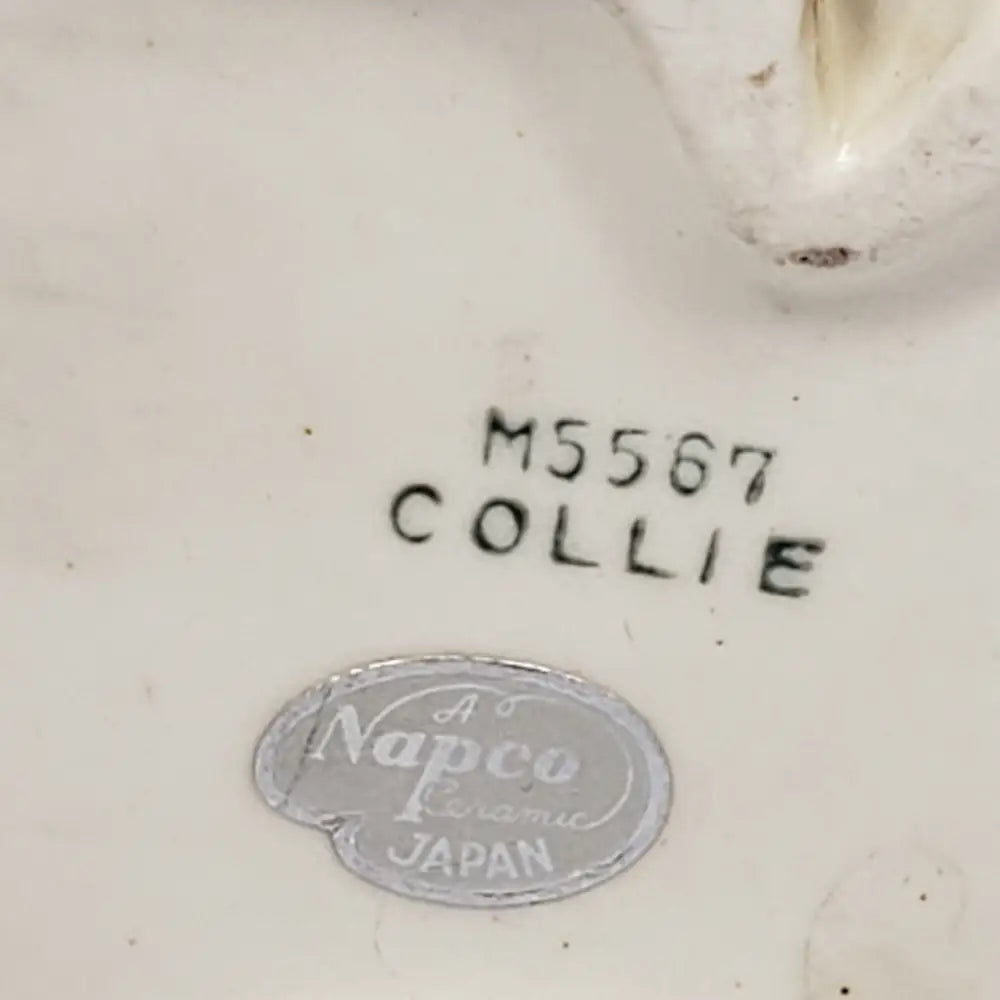 M5567
COLLIE
A
Napco
Ceramic
JAPAN